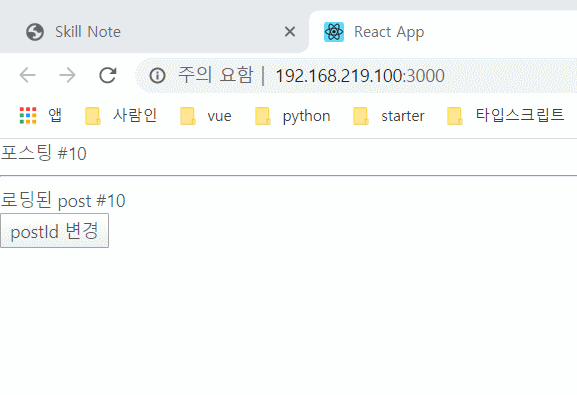 Skill Note
React App
주의 요함 | 192.168.219.100:3000
앱 사람인 vue python starter 타입스크립트
포스팅 #10
로딩된 post #10
postId 변경